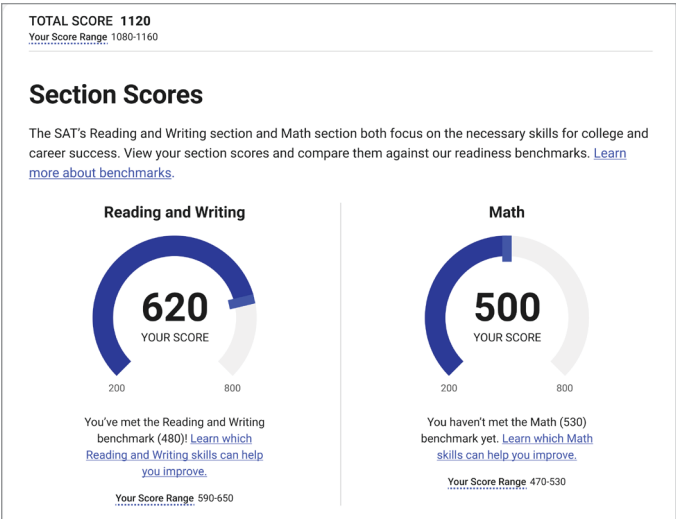 TOTAL SCORE 1120
Your Score Range 1080-1160
Section Scores
The SAT's Reading and Writing section and Math section both focus on the necessary skills for college and
career success. View your section scores and compare them against our readiness benchmarks. Learn
more about benchmarks.
Reading and Writing
620
YOUR SCORE
200 800
You've met the Reading and Writing
benchmark (480)! Learn which
Reading and Writing skills can help
you improve.
Your Score Range 590-650
Math
500
YOUR SCORE
200 800
You haven't met the Math (530)
benchmark yet. Learn which Math
skills can help you improve.
Your Score Range 470-530